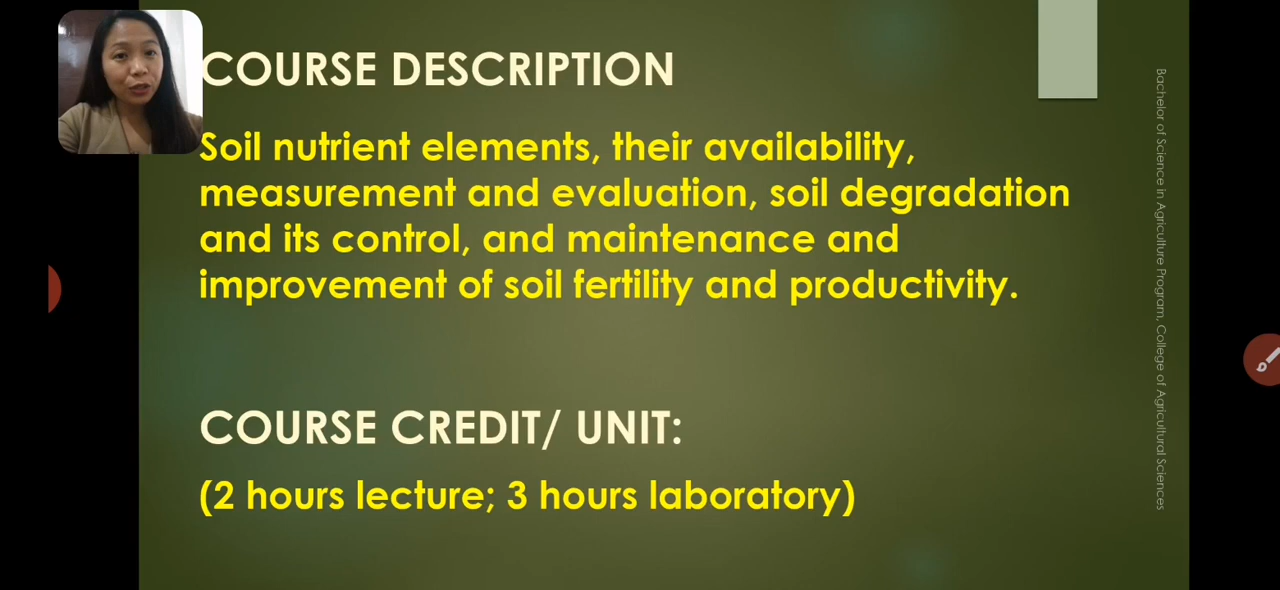 COURSE DESCRIPTION
Soil nutrient elements, their availability,
measurement and evaluation, soil degradation
and its control, and maintenance and
improvement of soil fertility and productivity.
COURSE CREDIT/ UNIT:
(2 hours lecture; 3 hours laboratory)
Bachelor of Science in Agriculture Program, College of Agricultural Sciences